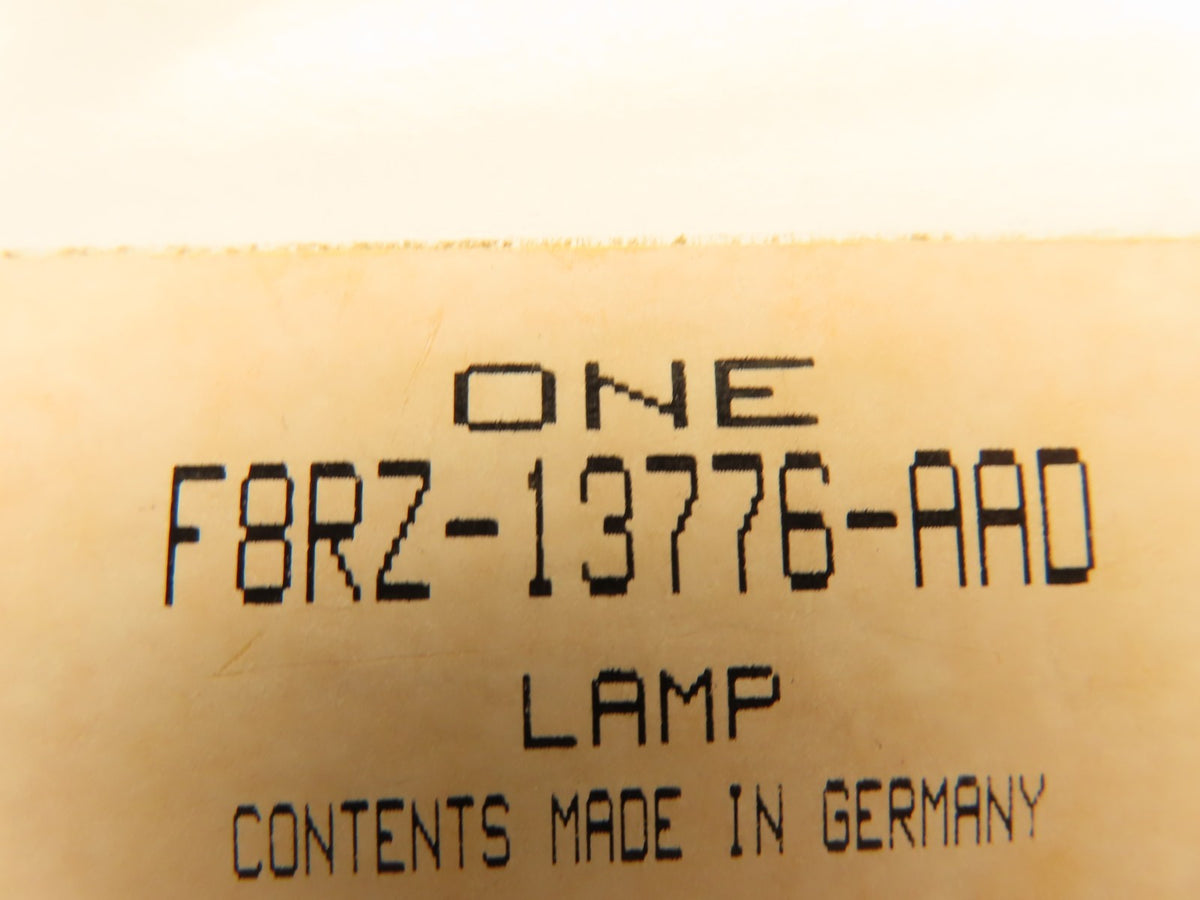 ONE
F8RZ-13776-AAD
LAMP
CONTENTS MADE IN GERMANY